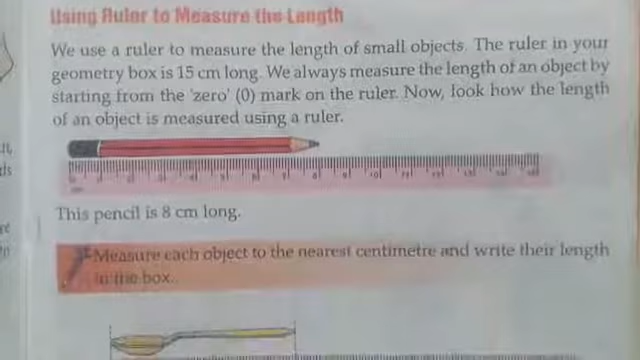 Using Ruler to Measure the Length
We use a ruler to measure the length of small objects. The ruler in your
geometry box is 15 cm long. We always measure the length of an object by
starting from the 'zero' (0) mark on the ruler. Now, look how the length
of an object is measured using a ruler.
This pencil is 8 cm long.
Measure each object to the nearest centimetre and write their length
in the box.